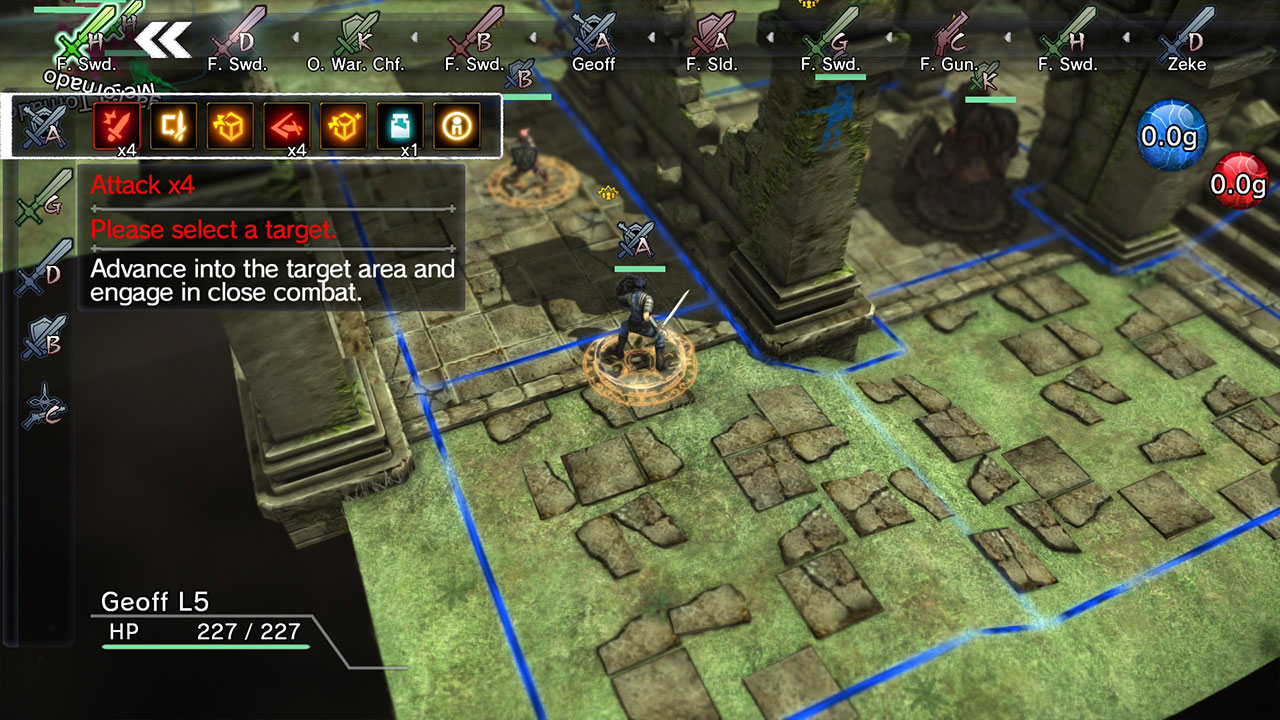 H H D K B A A G C H D
F. Swd. F. Swd. O. War. Chf. F. Swd. Geoff F. Sld. F. Swd. F. Gun. F. Swd. Zeke
B K
A x4 x4 x1
0.0g
0.0g
G
Attack x4
Please select a target.
A
D
Advance into the target area and
engage in close combat.
B
C
Geoff L5
HP 227 / 227